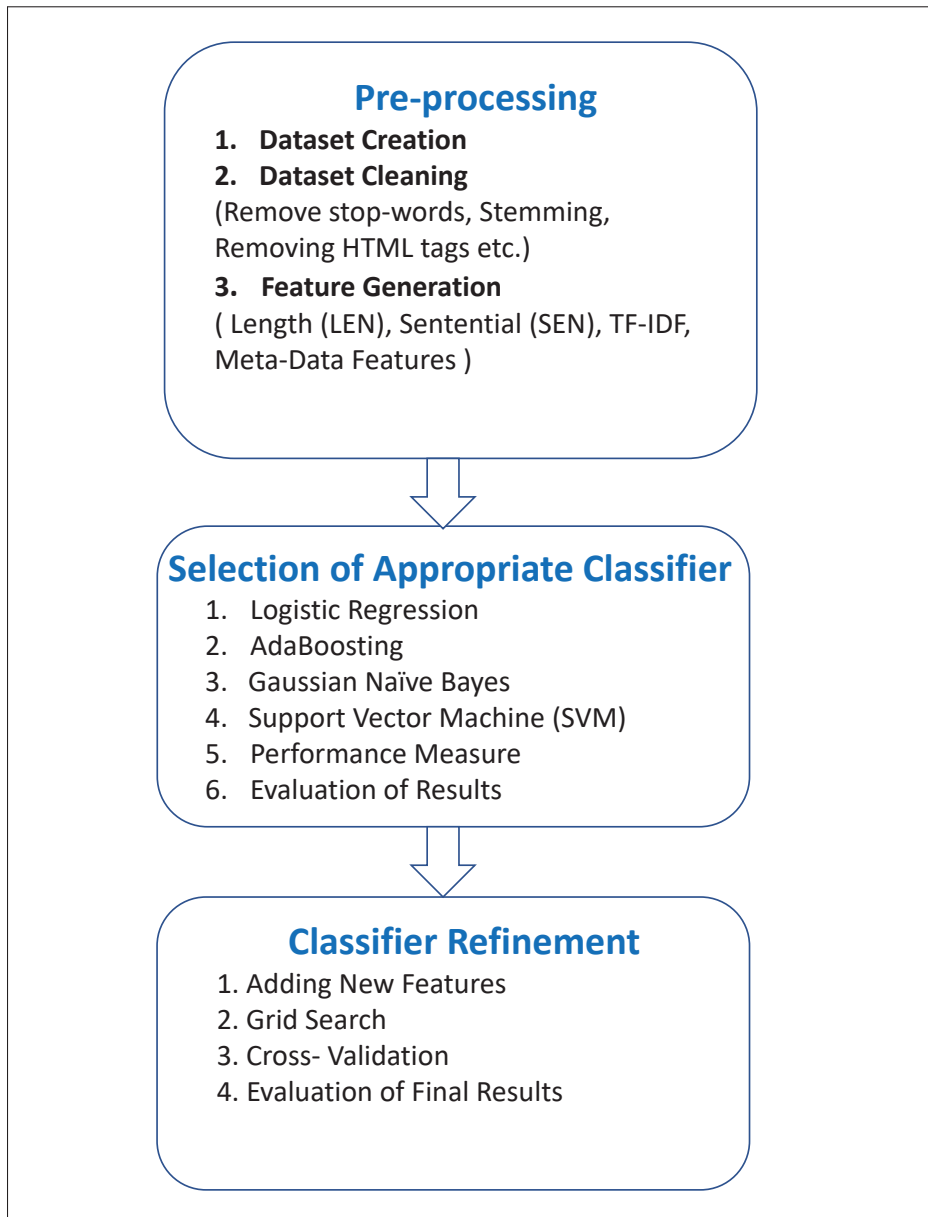 Pre-processing
1. Dataset Creation
2. Dataset Cleaning
(Remove stop-words, Stemming,
Removing HTML tags etc.)
3. Feature Generation
( Length (LEN), Sentential (SEN), TF-IDF,
Meta-Data Features )
Selection of Appropriate Classifier
1. Logistic Regression
2. AdaBoosting
3. Gaussian Naïve Bayes
4. Support Vector Machine (SVM)
5. Performance Measure
6. Evaluation of Results
Classifier Refinement
1. Adding New Features
2. Grid Search
3. Cross- Validation
4. Evaluation of Final Results